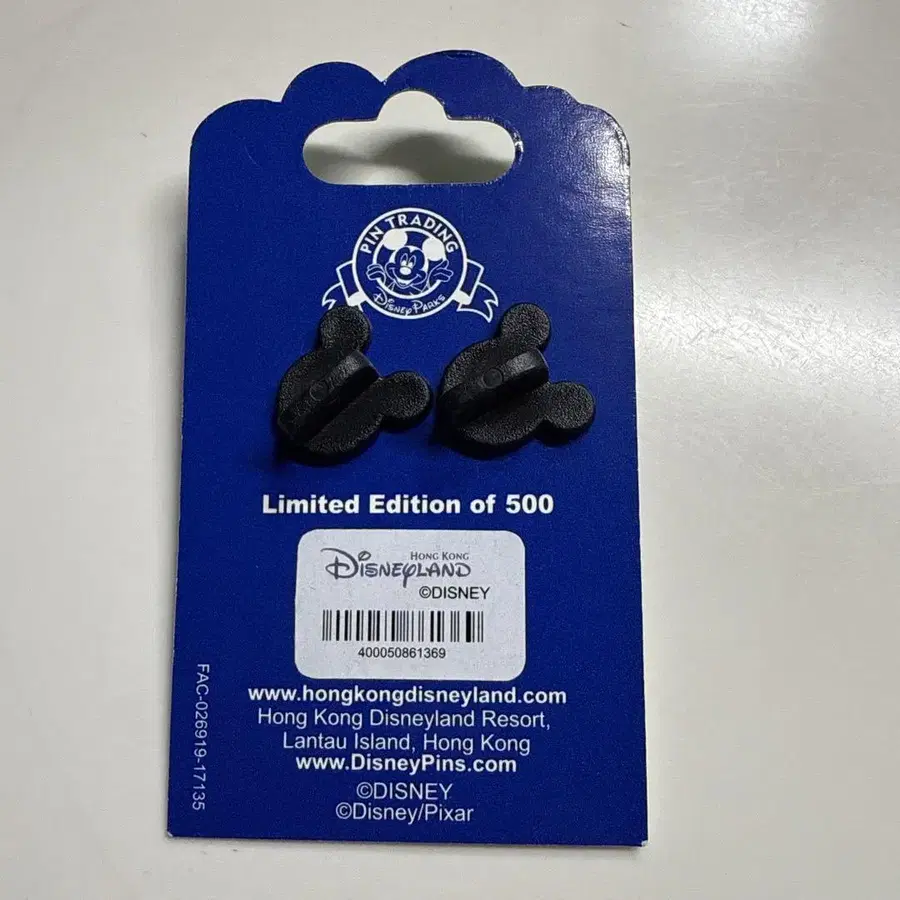 PIN TRADING
Disney Parks
Limited Edition of 500
HONG KONG
DISNEYLAND
©DISNEY
400050861369
www.hongkongdisneyland.com
Hong Kong Disneyland Resort,
Lantau Island, Hong Kong
www.DisneyPins.com
©DISNEY
©Disney/Pixar
FAC-026919-17135